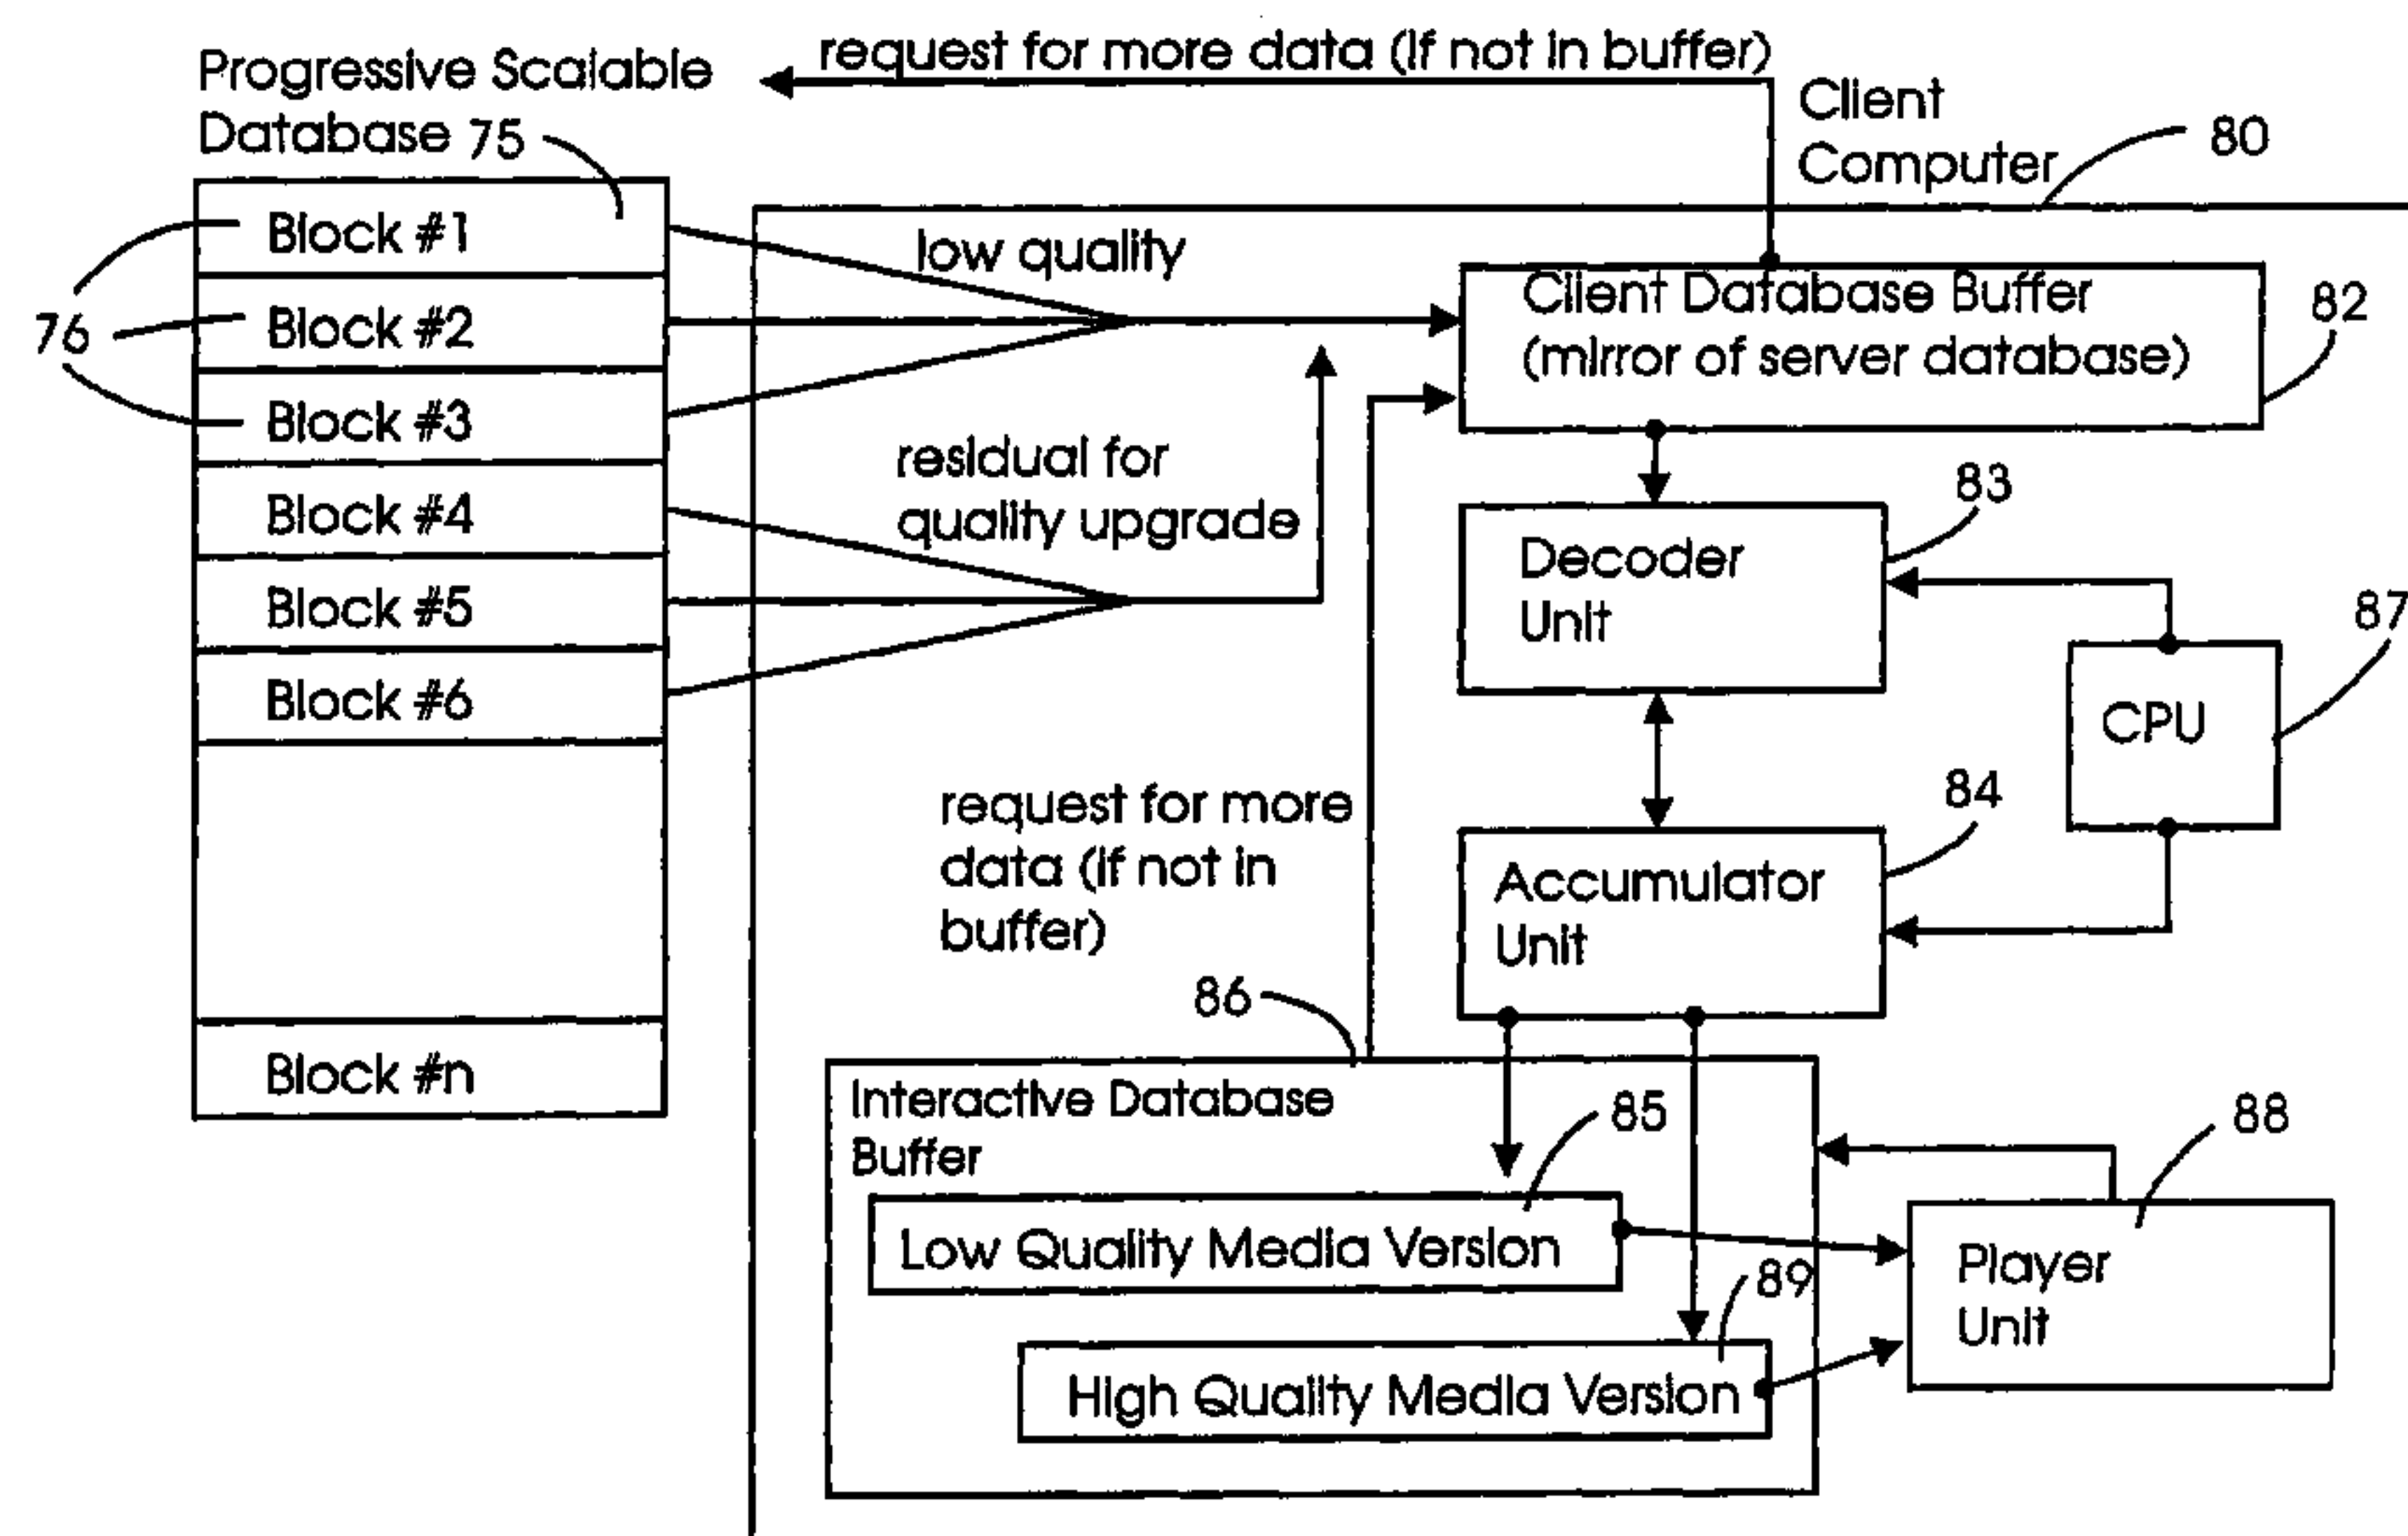 request for more data (if not in buffer)
Progressive Scalable
Database 75
Client
Computer
80
Block #1
low quality
Client Database Buffer
(mirror of server database)
82
76
Block #2
Block #3
residual for
quality upgrade
Block #4
83
Decoder
Unit
Block #5
87
Block #6
CPU
request for more
data (if not in
buffer)
84
Accumulator
Unit
86
Block #n
Interactive Database
Buffer
85
88
Low Quality Media Version
89
Player
Unit
High Quality Media Version